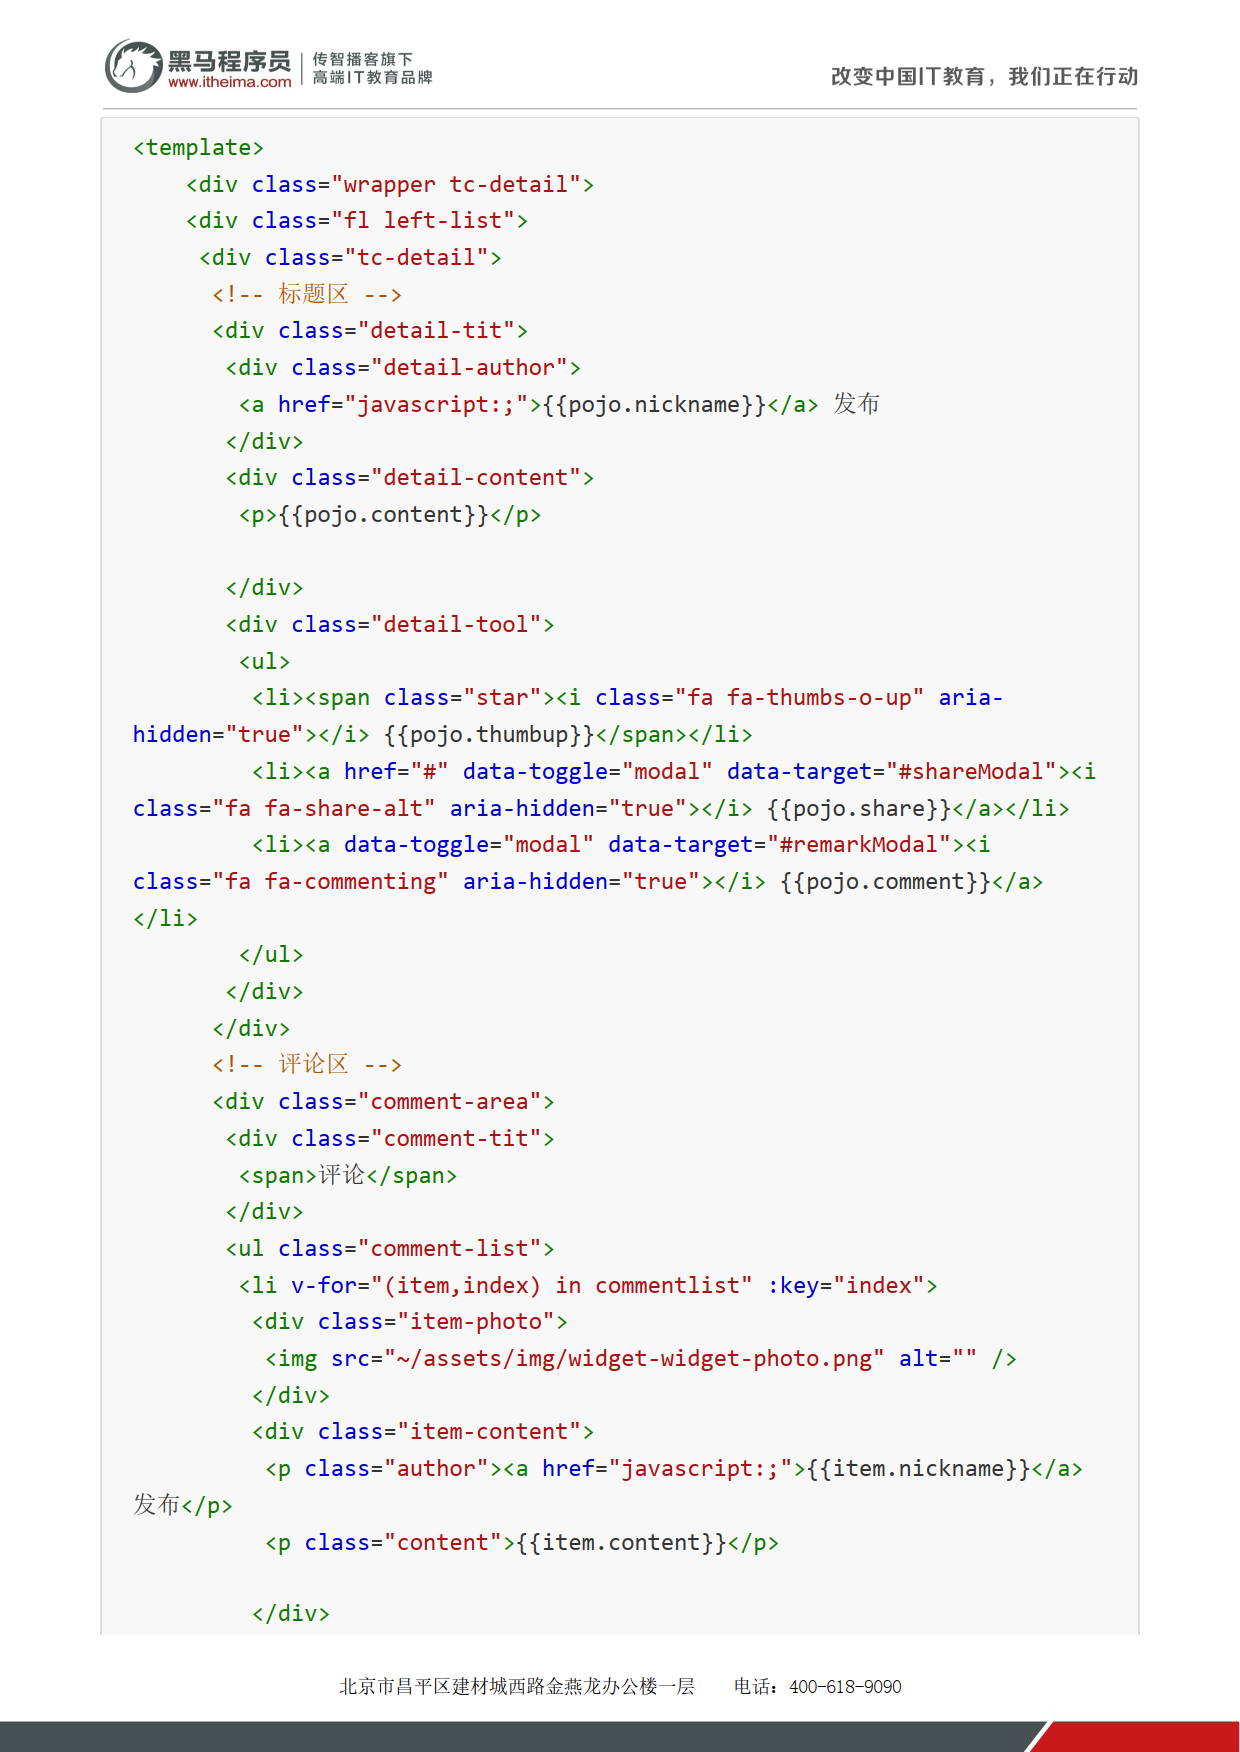 黑马程序员
www.itheima.com
传智播客旗下
高端IT教育品牌
改变中国IT教育，我们正在行动
<template>
    <div class="wrapper tc-detail">
    <div class="fl left-list">
     <div class="tc-detail">
      <!-- 标题区 -->
      <div class="detail-tit">
       <div class="detail-author">
        <a href="javascript:;">{{pojo.nickname}}</a> 发布
       </div>
       <div class="detail-content">
        <p>{{pojo.content}}</p>
       </div>
       <div class="detail-tool">
        <ul>
         <li><span class="star"><i class="fa fa-thumbs-o-up" aria-
hidden="true"></i> {{pojo.thumbup}}</span></li>
         <li><a href="#" data-toggle="modal" data-target="#shareModal"><i
class="fa fa-share-alt" aria-hidden="true"></i> {{pojo.share}}</a></li>
         <li><a data-toggle="modal" data-target="#remarkModal"><i
class="fa fa-commenting" aria-hidden="true"></i> {{pojo.comment}}</a>
</li>
        </ul>
       </div>
      </div>
      <!-- 评论区 -->
      <div class="comment-area">
       <div class="comment-tit">
        <span>评论</span>
       </div>
       <ul class="comment-list">
        <li v-for="(item,index) in commentlist" :key="index">
         <div class="item-photo">
          <img src="~/assets/img/widget-widget-photo.png" alt="" />
         </div>
         <div class="item-content">
          <p class="author"><a href="javascript:;">{{item.nickname}}</a>
发布</p>
          <p class="content">{{item.content}}</p>
         </div>
北京市昌平区建材城西路金燕龙办公楼一层 电话：400-618-9090